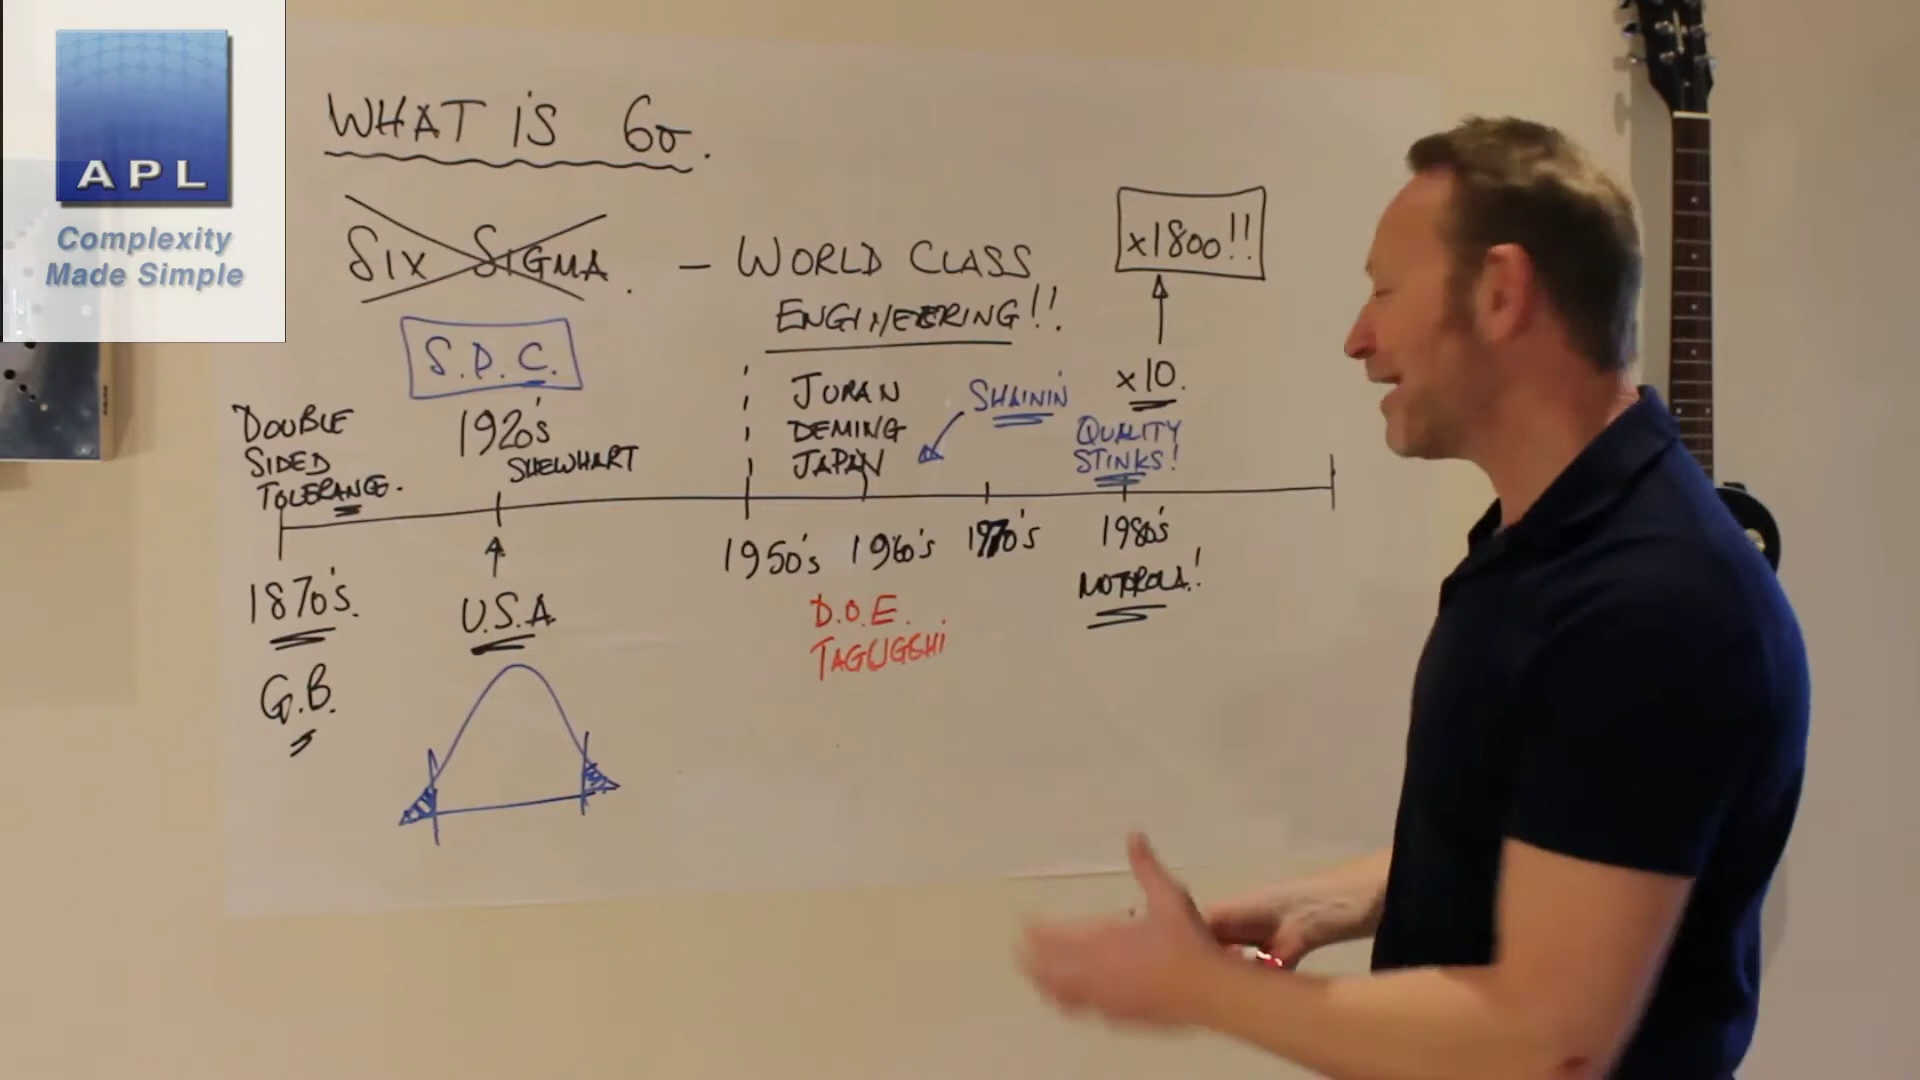 APL
Complexity
Made Simple
WHAT IS 6σ.
SIX SIGMA. - WORLD CLASS
ENGINEERING!!
x1800!!
x10.
S.P.C.
1920's
SHEWHART
DOUBLE
SIDED
TOLERANCE.
JURAN
DEMING
JAPAN
SHAININ
QUALITY
STINKS!
1870's.
G.B.
U.S.A
1950's 1960's 1970's 1980's
MOTOROLA!
D.O.E.
TAGUGCHI